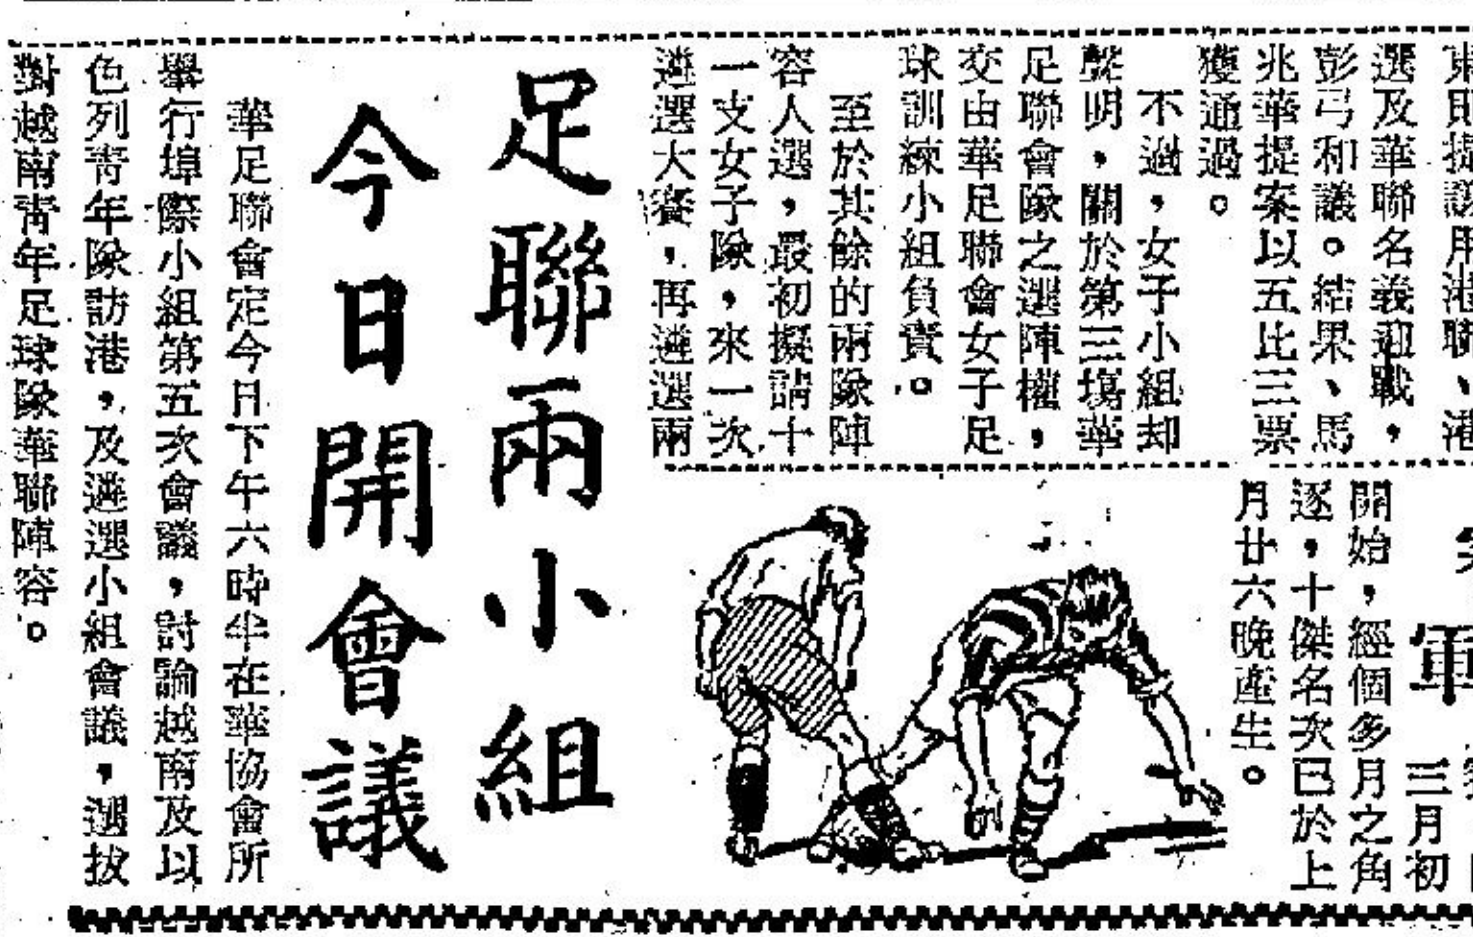 選及華聯名義迎戰，
彭弓和議。結果、馬
兆華提案以五比三票
獲通過。
不過，女子小組却
聲明，關於第三場華
足聯會隊之選陣權，
交由華足聯會女子足
球訓練小組負責。
至於其餘的兩隊陣
容人選，最初擬請十
一支女子隊，來一次
遴選大賽，再遴選兩
三月初
開始，經個多月之角
逐，十傑名次已於上
月廿六晚產生。
足聯兩小組
今日開會議
華足聯會定今日下午六時半在華協會所
舉行埠際小組第五次會議，討論越南及以
色列青年隊訪港，及遴選小組會議，選拔
對越南青年足球隊華聯陣容。